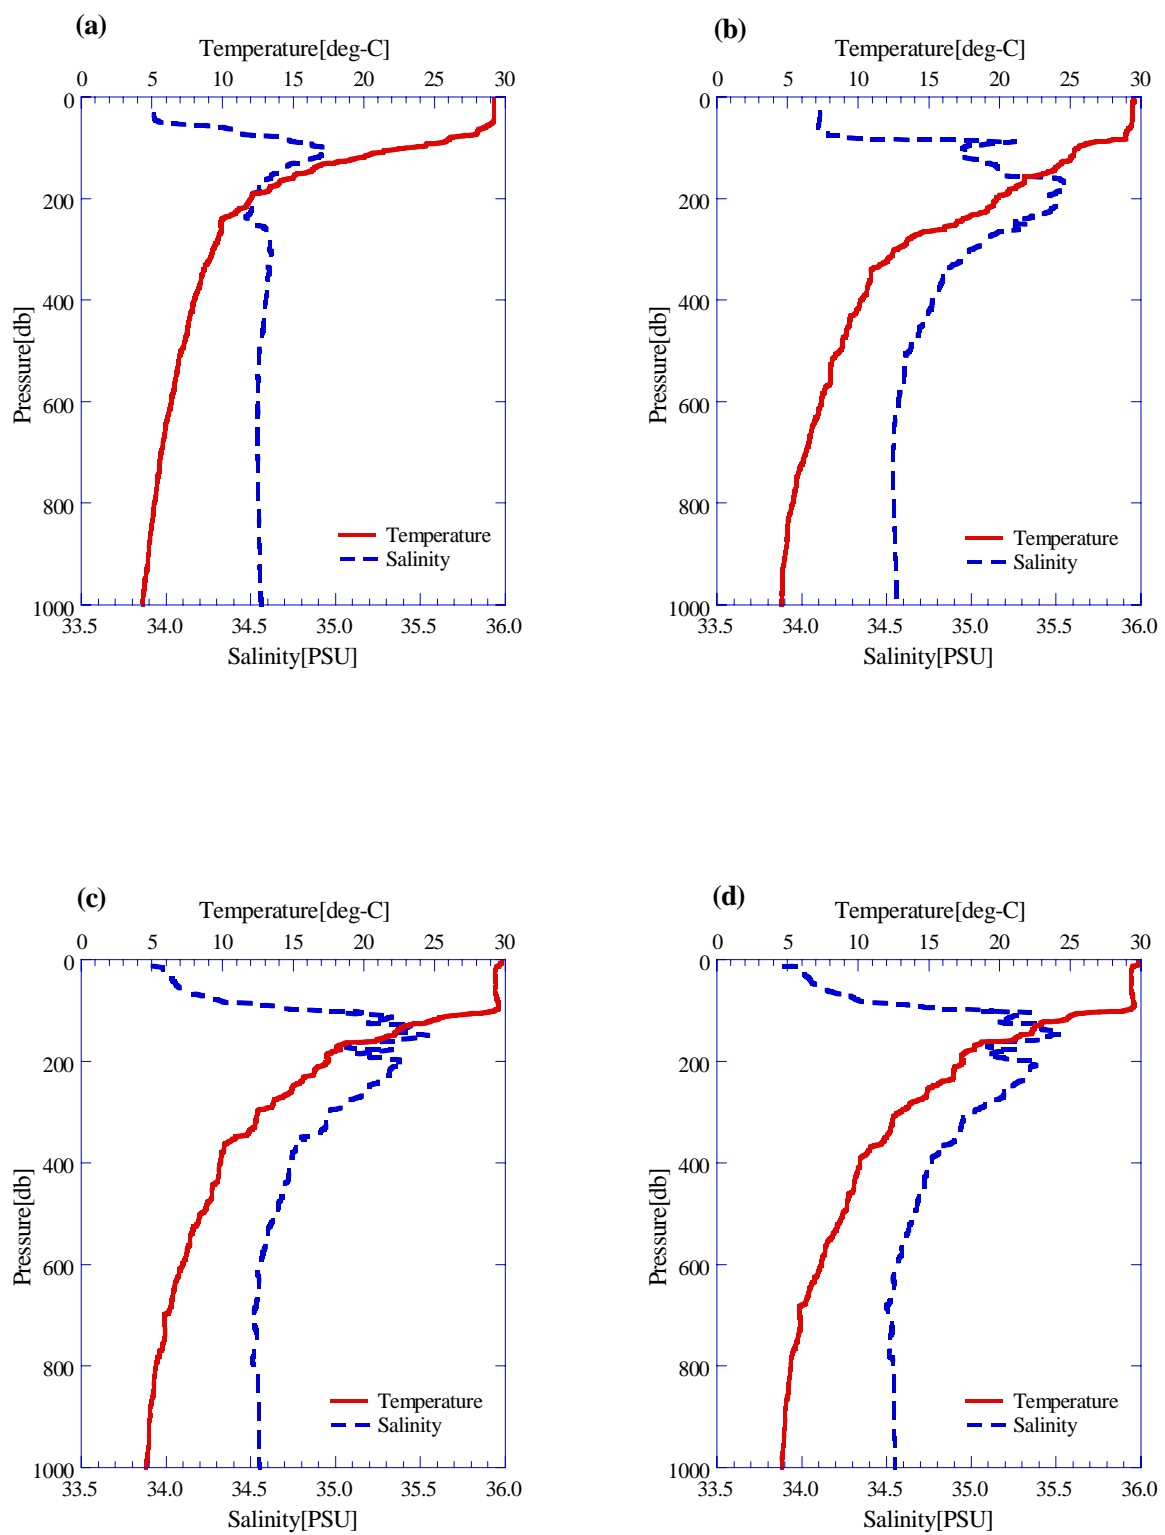 (a)
Temperature[deg-C]
0 5 10 15 20 25 30
0
200
400
600
800
1000
Pressure[db]
Temperature
Salinity
33.5 34.0 34.5 35.0 35.5 36.0
Salinity[PSU]
(b)
Temperature[deg-C]
0 5 10 15 20 25 30
0
200
400
600
800
1000
Pressure[db]
Temperature
Salinity
33.5 34.0 34.5 35.0 35.5 36.0
Salinity[PSU]
(c)
Temperature[deg-C]
0 5 10 15 20 25 30
0
200
400
600
800
1000
Pressure[db]
Temperature
Salinity
33.5 34.0 34.5 35.0 35.5 36.0
Salinity[PSU]
(d)
Temperature[deg-C]
0 5 10 15 20 25 30
0
200
400
600
800
1000
Pressure[db]
Temperature
Salinity
33.5 34.0 34.5 35.0 35.5 36.0
Salinity[PSU]